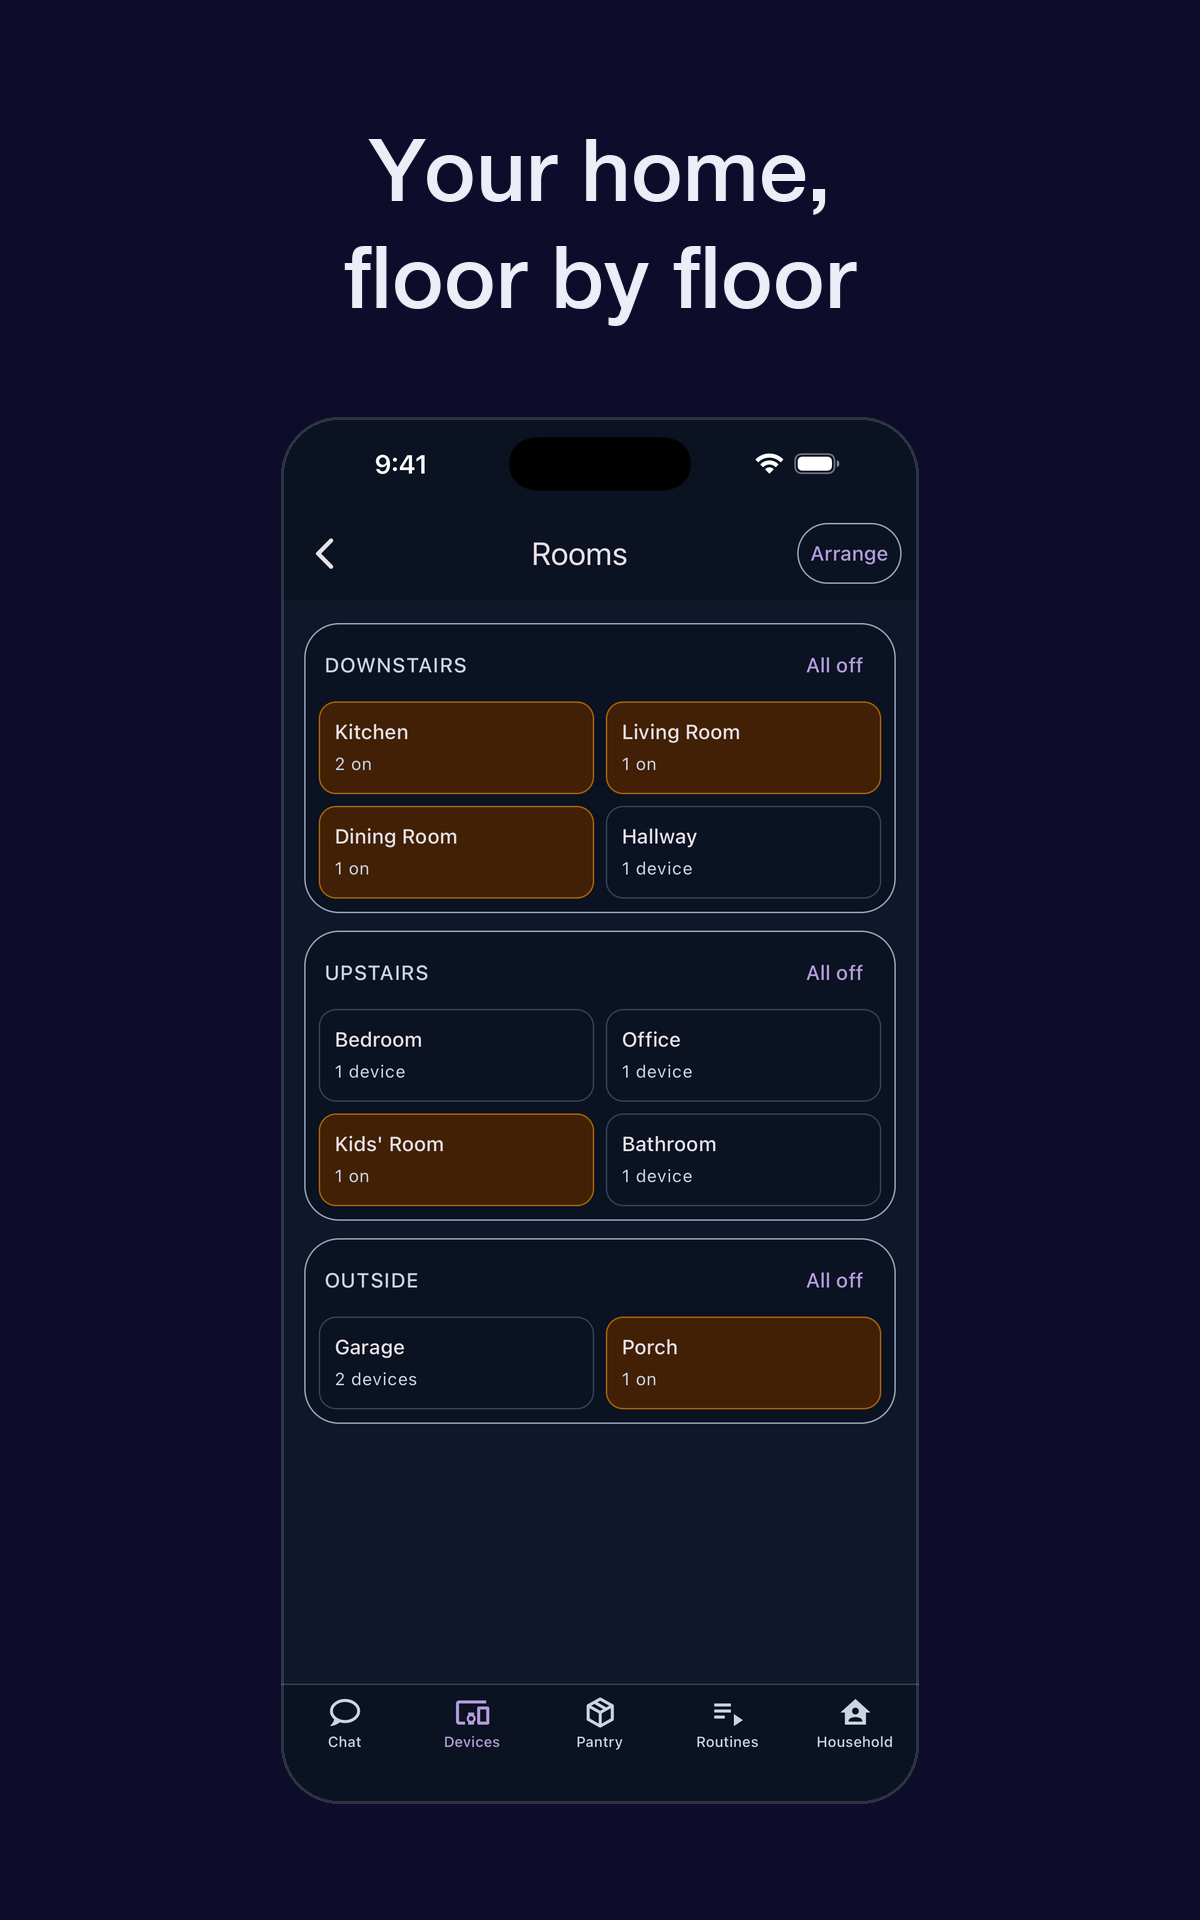 Your home,
floor by floor
9:41
Rooms
Arrange
DOWNSTAIRS
All off
Kitchen
2 on
Living Room
1 on
Dining Room
1 on
Hallway
1 device
UPSTAIRS
All off
Bedroom
1 device
Office
1 device
Kids' Room
1 on
Bathroom
1 device
OUTSIDE
All off
Garage
2 devices
Porch
1 on
Chat
Devices
Pantry
Routines
Household